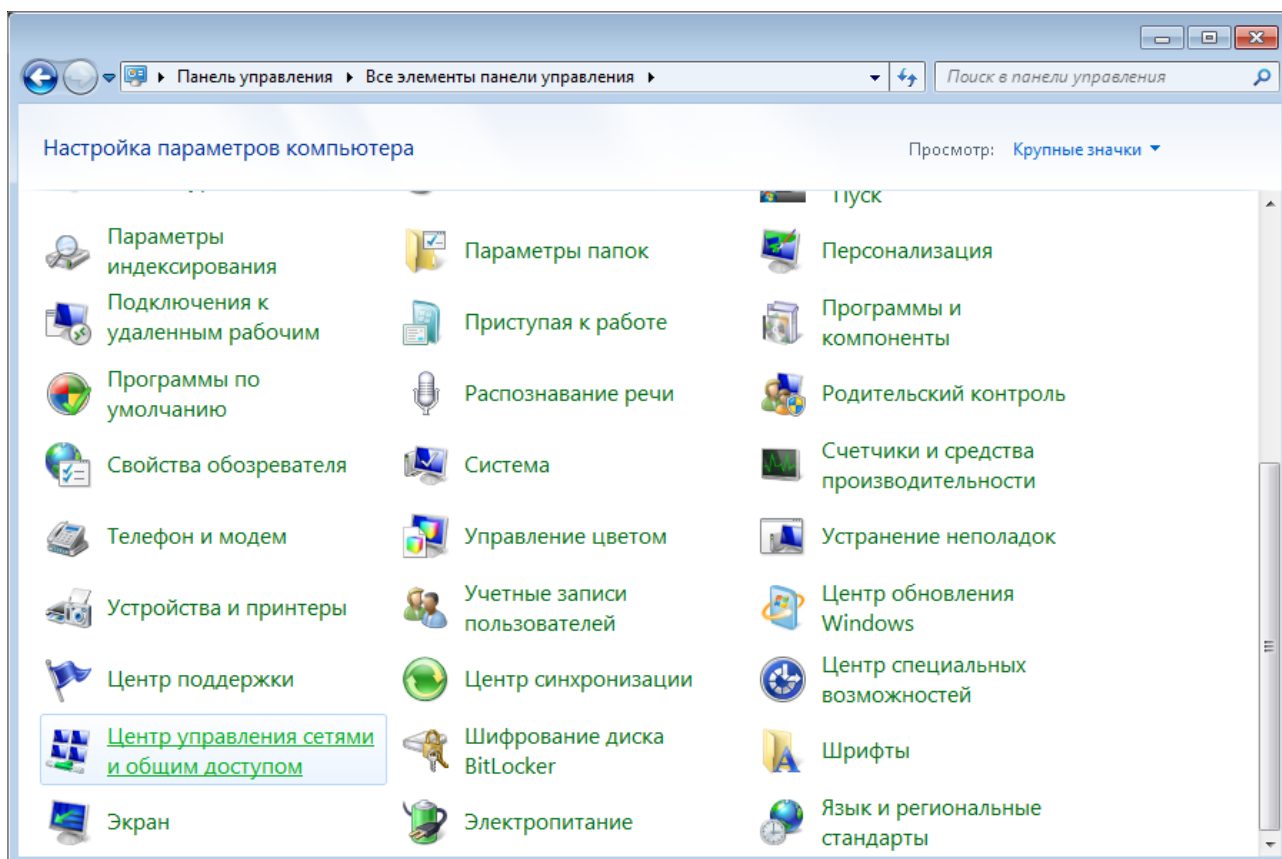 Панель управления ▸ Все элементы панели управления ▸
Поиск в панели управления
Настройка параметров компьютера
Просмотр: Крупные значки
Пуск
Параметры
индексирования
Параметры папок
Персонализация
Подключения к
удаленным рабочим
Приступая к работе
Программы и
компоненты
Программы по
умолчанию
Распознавание речи
Родительский контроль
Свойства обозревателя
Система
Счетчики и средства
производительности
Телефон и модем
Управление цветом
Устранение неполадок
Устройства и принтеры
Учетные записи
пользователей
Центр обновления
Windows
Центр поддержки
Центр синхронизации
Центр специальных
возможностей
Центр управления сетями
и общим доступом
Шифрование диска
BitLocker
Шрифты
Экран
Электропитание
Язык и региональные
стандарты